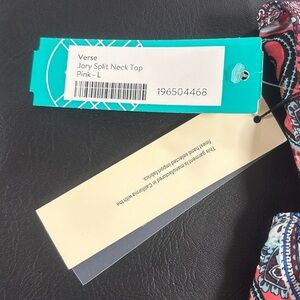 Verse
Jory Split Neck Top
Pink - L
196504468
This garment is manufactured in California with the
finest hand selected import fabrics.